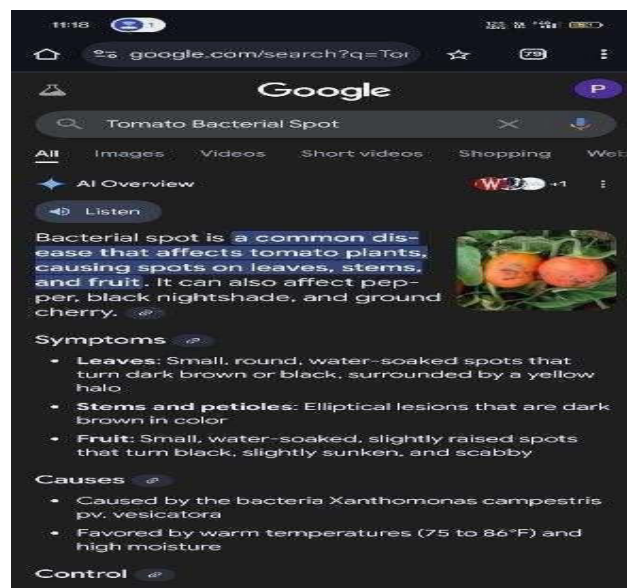 11:18 1
google.com/search?q=Tor 79
Google P
Tomato Bacterial Spot
All Images Videos Short videos Shopping Web
AI Overview +1
Listen
Bacterial spot is a common dis-
ease that affects tomato plants,
causing spots on leaves, stems,
and fruit. It can also affect pep-
per, black nightshade, and ground
cherry.
Symptoms
• Leaves: Small, round, water-soaked spots that
turn dark brown or black, surrounded by a yellow
halo
• Stems and petioles: Elliptical lesions that are dark
brown in color
• Fruit: Small, water-soaked, slightly raised spots
that turn black, slightly sunken, and scabby
Causes
• Caused by the bacteria Xanthomonas campestris
pv. vesicatora
• Favored by warm temperatures (75 to 86°F) and
high moisture
Control